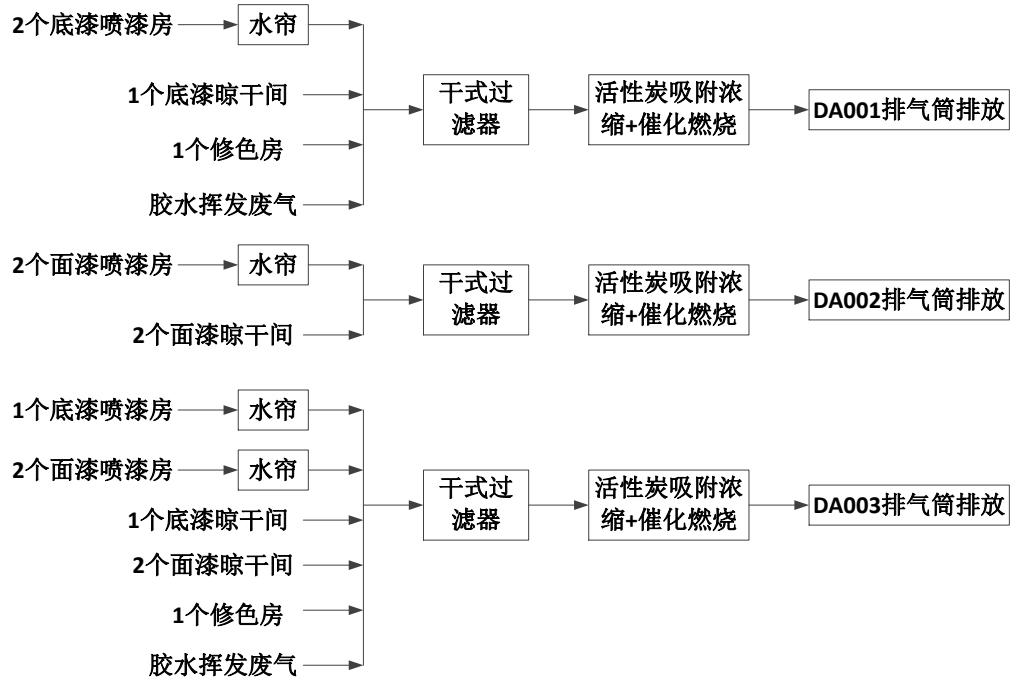 2个底漆喷漆房
水帘
1个底漆晾干间
1个修色房
胶水挥发废气
干式过
滤器
活性炭吸附浓
缩+催化燃烧
DA001排气筒排放
2个面漆喷漆房
水帘
2个面漆晾干间
干式过
滤器
活性炭吸附浓
缩+催化燃烧
DA002排气筒排放
1个底漆喷漆房
水帘
2个面漆喷漆房
水帘
1个底漆晾干间
2个面漆晾干间
1个修色房
胶水挥发废气
干式过
滤器
活性炭吸附浓
缩+催化燃烧
DA003排气筒排放